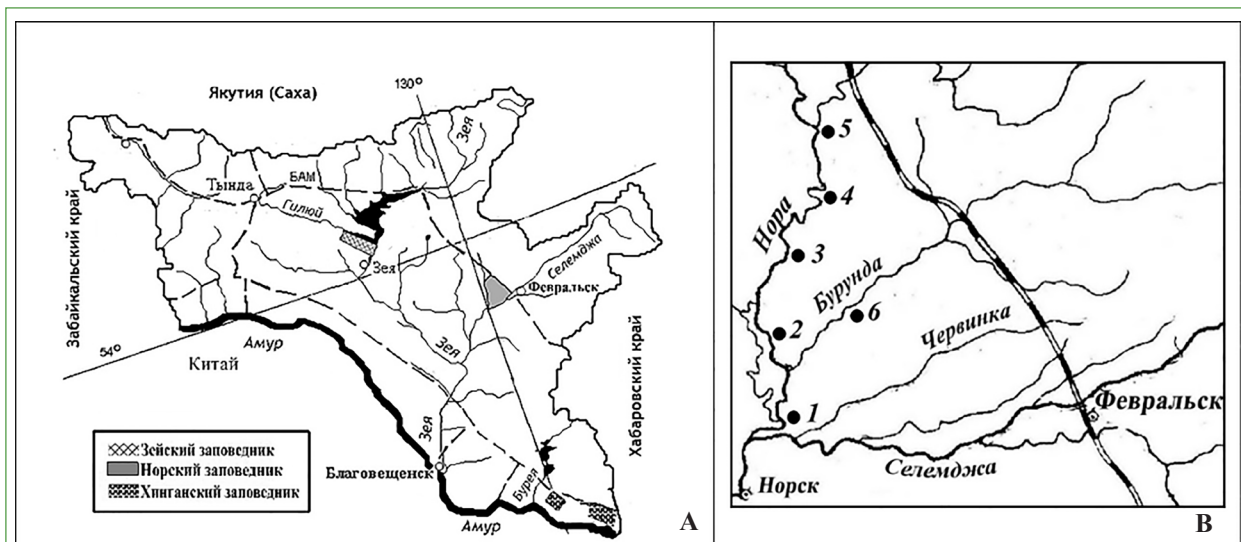 Якутия (Саха)
130°
Зея
Тында
БАМ
Гилюй
Забайкальский край
Зея
Селемджа
Февральск
54°
Амур
Китай
Зея
Хабаровский край
Зея
Зейский заповедник
Норский заповедник
Хинганский заповедник
Благовещенск
Бурея
Амур
А
5
4
Нора
3
Бурунда
6
2
Червинка
1
Февральск
Селемджа
Норск
В